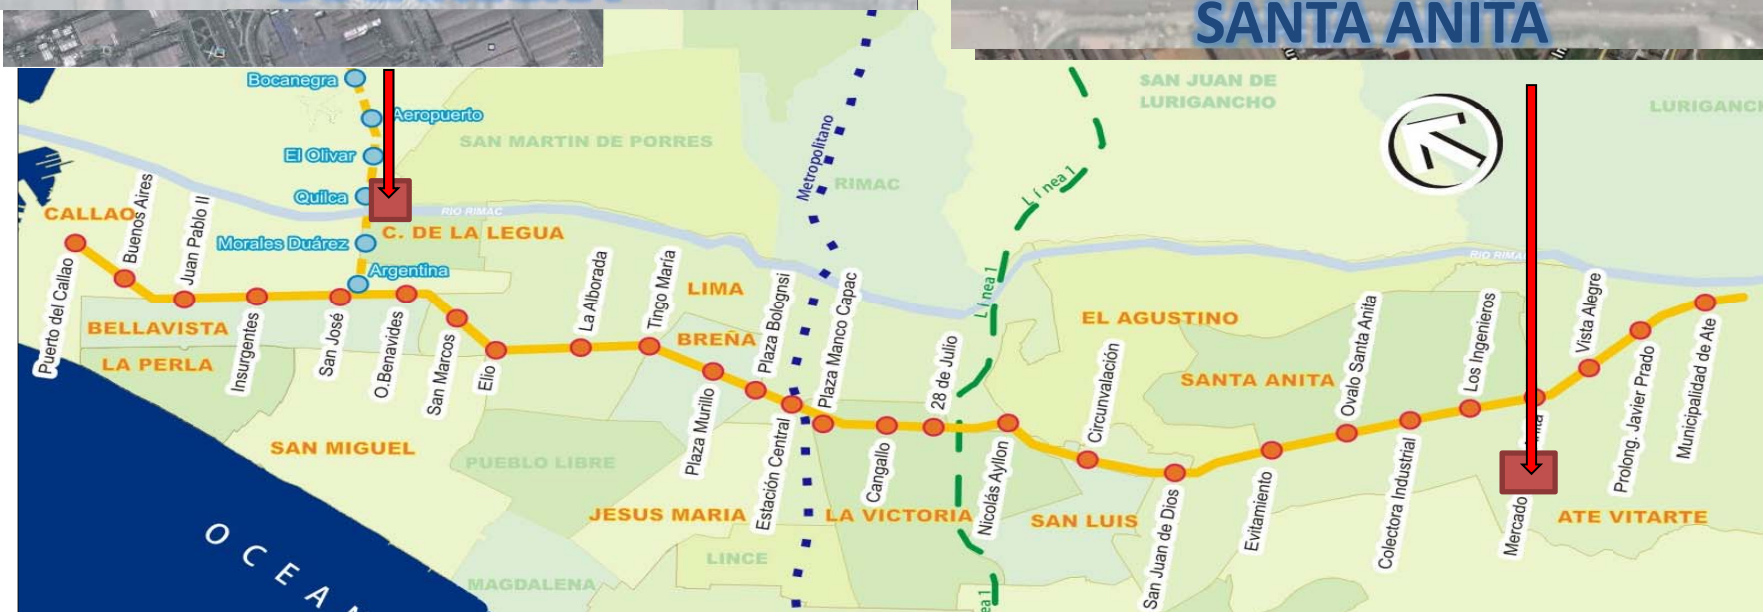 SANTA ANITA
Bocanegra
Aeropuerto
El Olivar
Quilca
Morales Duárez
Argentina
SAN MARTIN DE PORRES
Metropolitano
RIMAC
SAN JUAN DE
LURIGANCHO
LURIGANCH
Línea 1
Línea 1
ea 1
RIO RIMAC
RIO RIMAC
CALLAO
C. DE LA LEGUA
BELLAVISTA
LA PERLA
LIMA
BREÑA
EL AGUSTINO
SANTA ANITA
SAN MIGUEL
PUEBLO LIBRE
JESUS MARIA
LA VICTORIA
SAN LUIS
ATE VITARTE
LINCE
MAGDALENA
OCEAN
Puerto del Callao
Buenos Aires
Juan Pablo II
Insurgentes
San José
O.Benavides
San Marcos
Elio
La Alborada
Tingo María
Plaza Murillo
Plaza Bolognsi
Estación Central
Plaza Manco Capac
Cangallo
28 de Julio
Nicolás Ayllon
Circunvalación
San Juan de Dios
Evitamiento
Ovalo Santa Anita
Colectora Industrial
Los Ingenieros
Mercado
Vista Alegre
Prolong. Javier Prado
Municipalidad de Ate